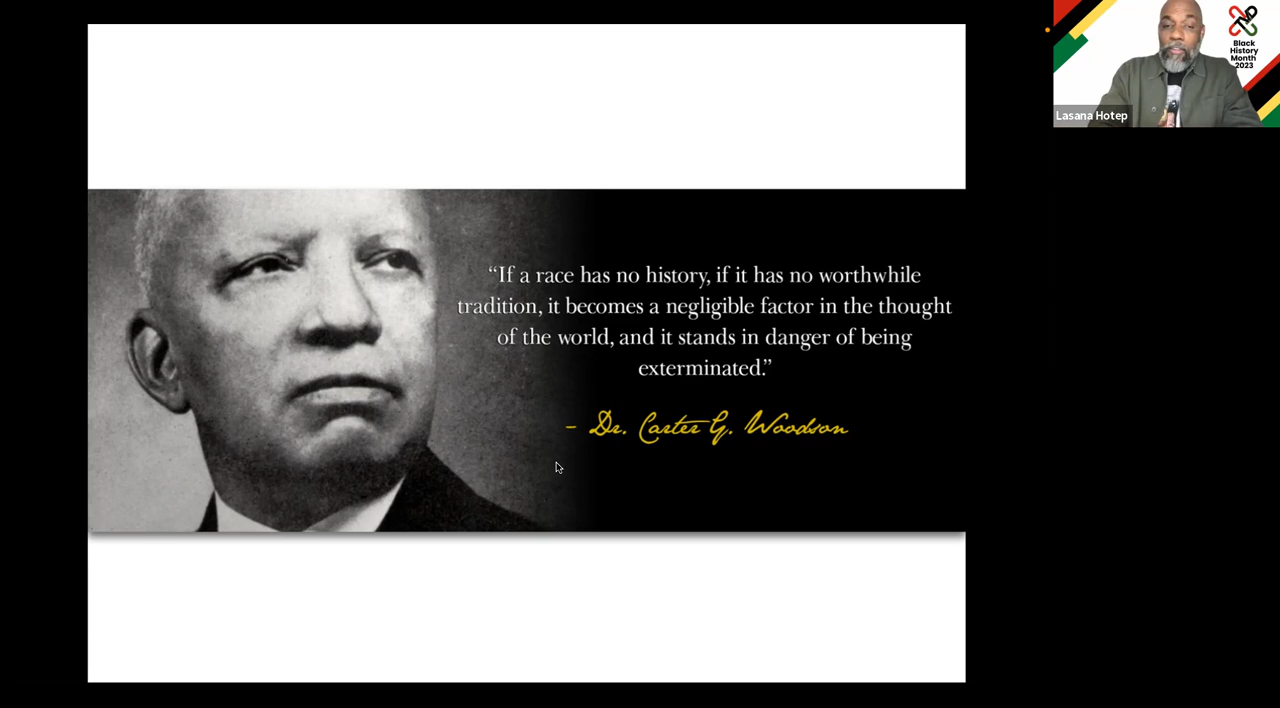 “If a race has no history, if it has no worthwhile
tradition, it becomes a negligible factor in the thought
of the world, and it stands in danger of being
exterminated.”
- Dr. Carter G. Woodson
Black
History
Month
2023
Lasana Hotep